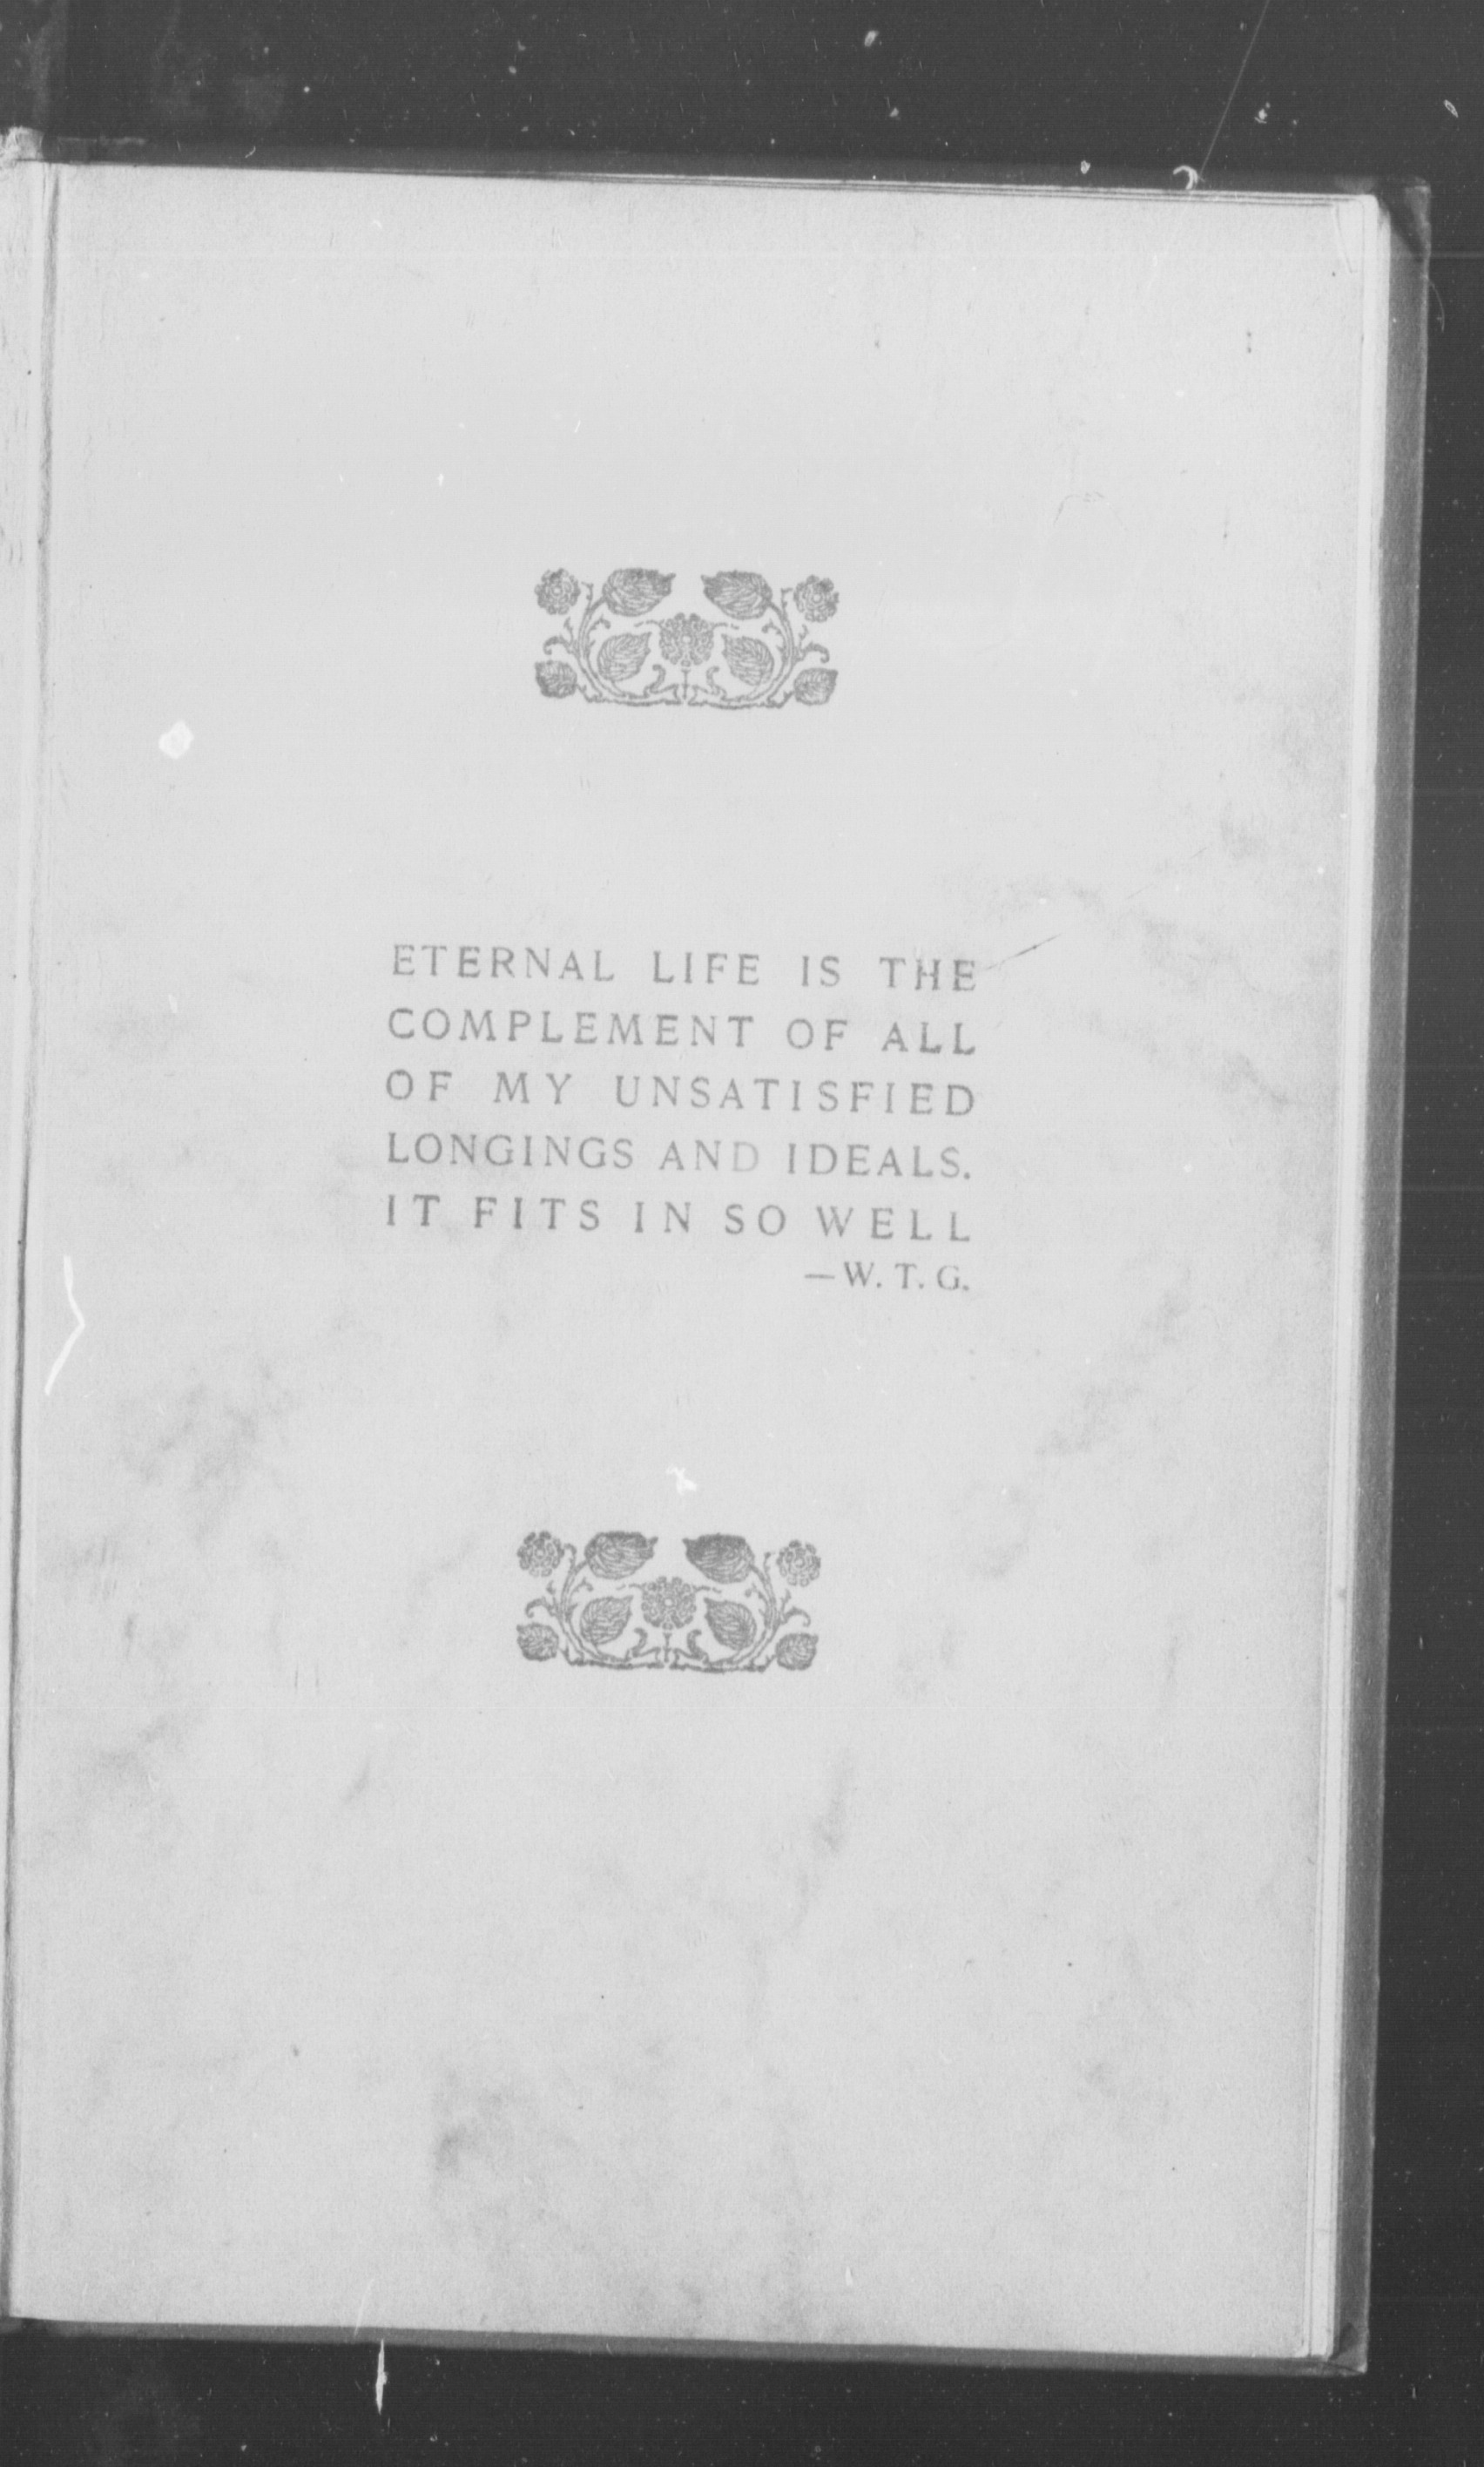 ETERNAL LIFE IS THE
COMPLEMENT OF ALL
OF MY UNSATISFIED
LONGINGS AND IDEALS.
IT FITS IN SO WELL
—W. T. G.